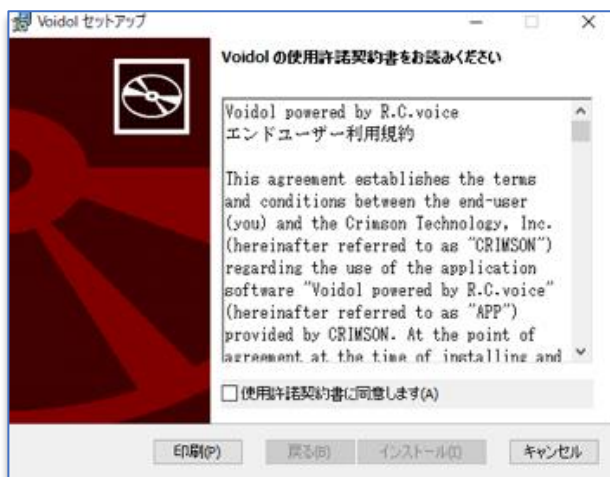 Voidol セットアップ
Voidol の使用許諾契約書をお読みください
Voidol powered by R.C.voice
エンドユーザー利用規約
This agreement establishes the terms
and conditions between the end-user
(you) and the Crimson Technology, Inc.
(hereinafter referred to as "CRIMSON")
regarding the use of the application
software "Voidol powered by R.C.voice"
(hereinafter referred to as "APP")
provided by CRIMSON. At the point of
agreement at the time of installing and
使用許諾契約書に同意します(A)
印刷(P)
戻る(B)
インストール(I)
キャンセル